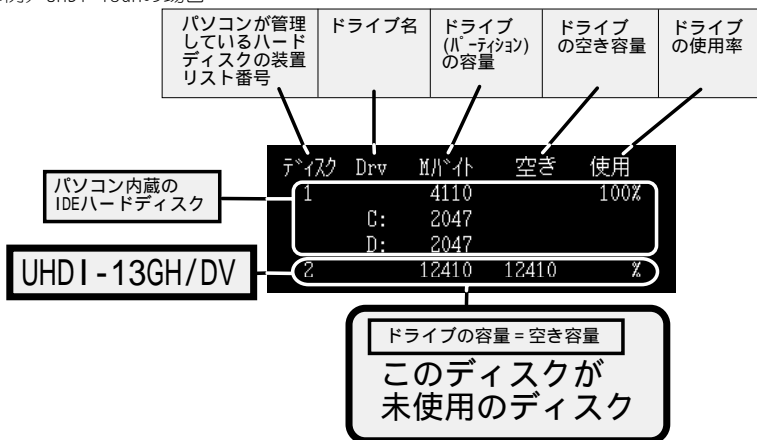 パソコンが管理
しているハード
ディスクの装置
リスト番号
ドライブ名
ドライブ
(ﾊﾟｰﾃｨｼｮﾝ)
の容量
ドライブ
の空き容量
ドライブ
の使用率
ﾃﾞｨｽｸ Drv Mﾊﾞｲﾄ 空き 使用
1 4110 100%
C: 2047
D: 2047
2 12410 12410 %
パソコン内蔵の
IDEハードディスク
UHDI-13GH/DV
ドライブの容量=空き容量
このディスクが
未使用のディスク